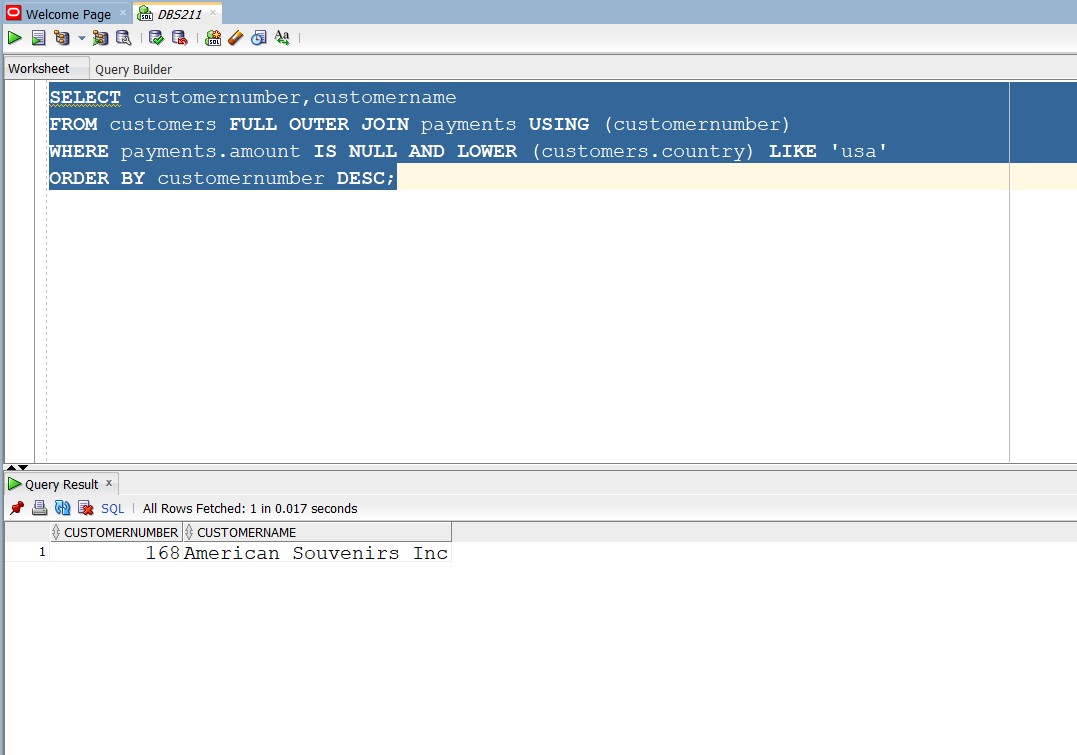 Welcome Page
DBS211
Worksheet
Query Builder
SELECT customernumber,customername
FROM customers FULL OUTER JOIN payments USING (customernumber)
WHERE payments.amount IS NULL AND LOWER (customers.country) LIKE 'usa'
ORDER BY customernumber DESC;
Query Result
SQL
All Rows Fetched: 1 in 0.017 seconds
CUSTOMERNUMBER CUSTOMERNAME
1 168 American Souvenirs Inc